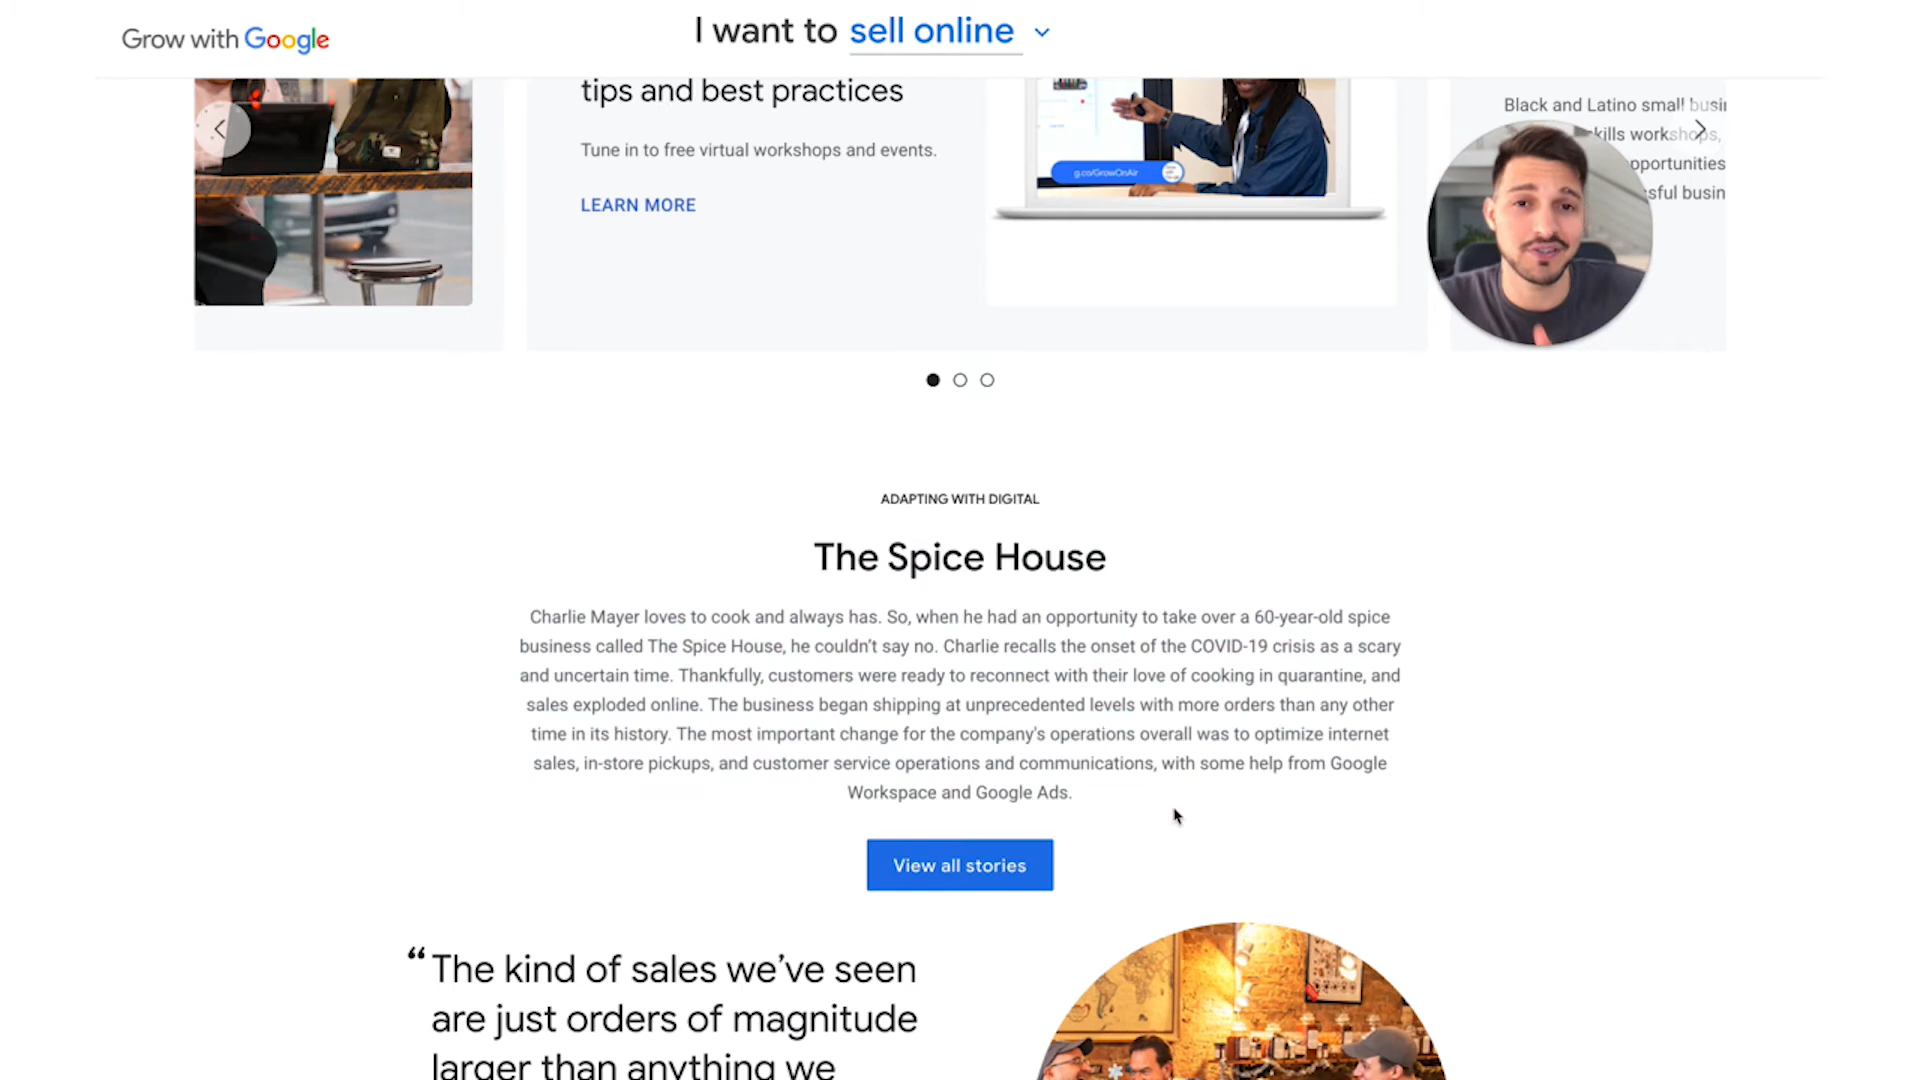 Grow with Google
I want to sell online
tips and best practices
Tune in to free virtual workshops and events.
LEARN MORE
g.co/GrowOnAir
Black and Latino small
skills workshops,
opportunities
ADAPTING WITH DIGITAL
The Spice House
Charlie Mayer loves to cook and always has. So, when he had an opportunity to take over a 60-year-old spice
business called The Spice House, he couldn’t say no. Charlie recalls the onset of the COVID-19 crisis as a scary
and uncertain time. Thankfully, customers were ready to reconnect with their love of cooking in quarantine, and
sales exploded online. The business began shipping at unprecedented levels with more orders than any other
time in its history. The most important change for the company's operations overall was to optimize internet
sales, in-store pickups, and customer service operations and communications, with some help from Google
Workspace and Google Ads.
View all stories
“The kind of sales we’ve seen
are just orders of magnitude
larger than anything we